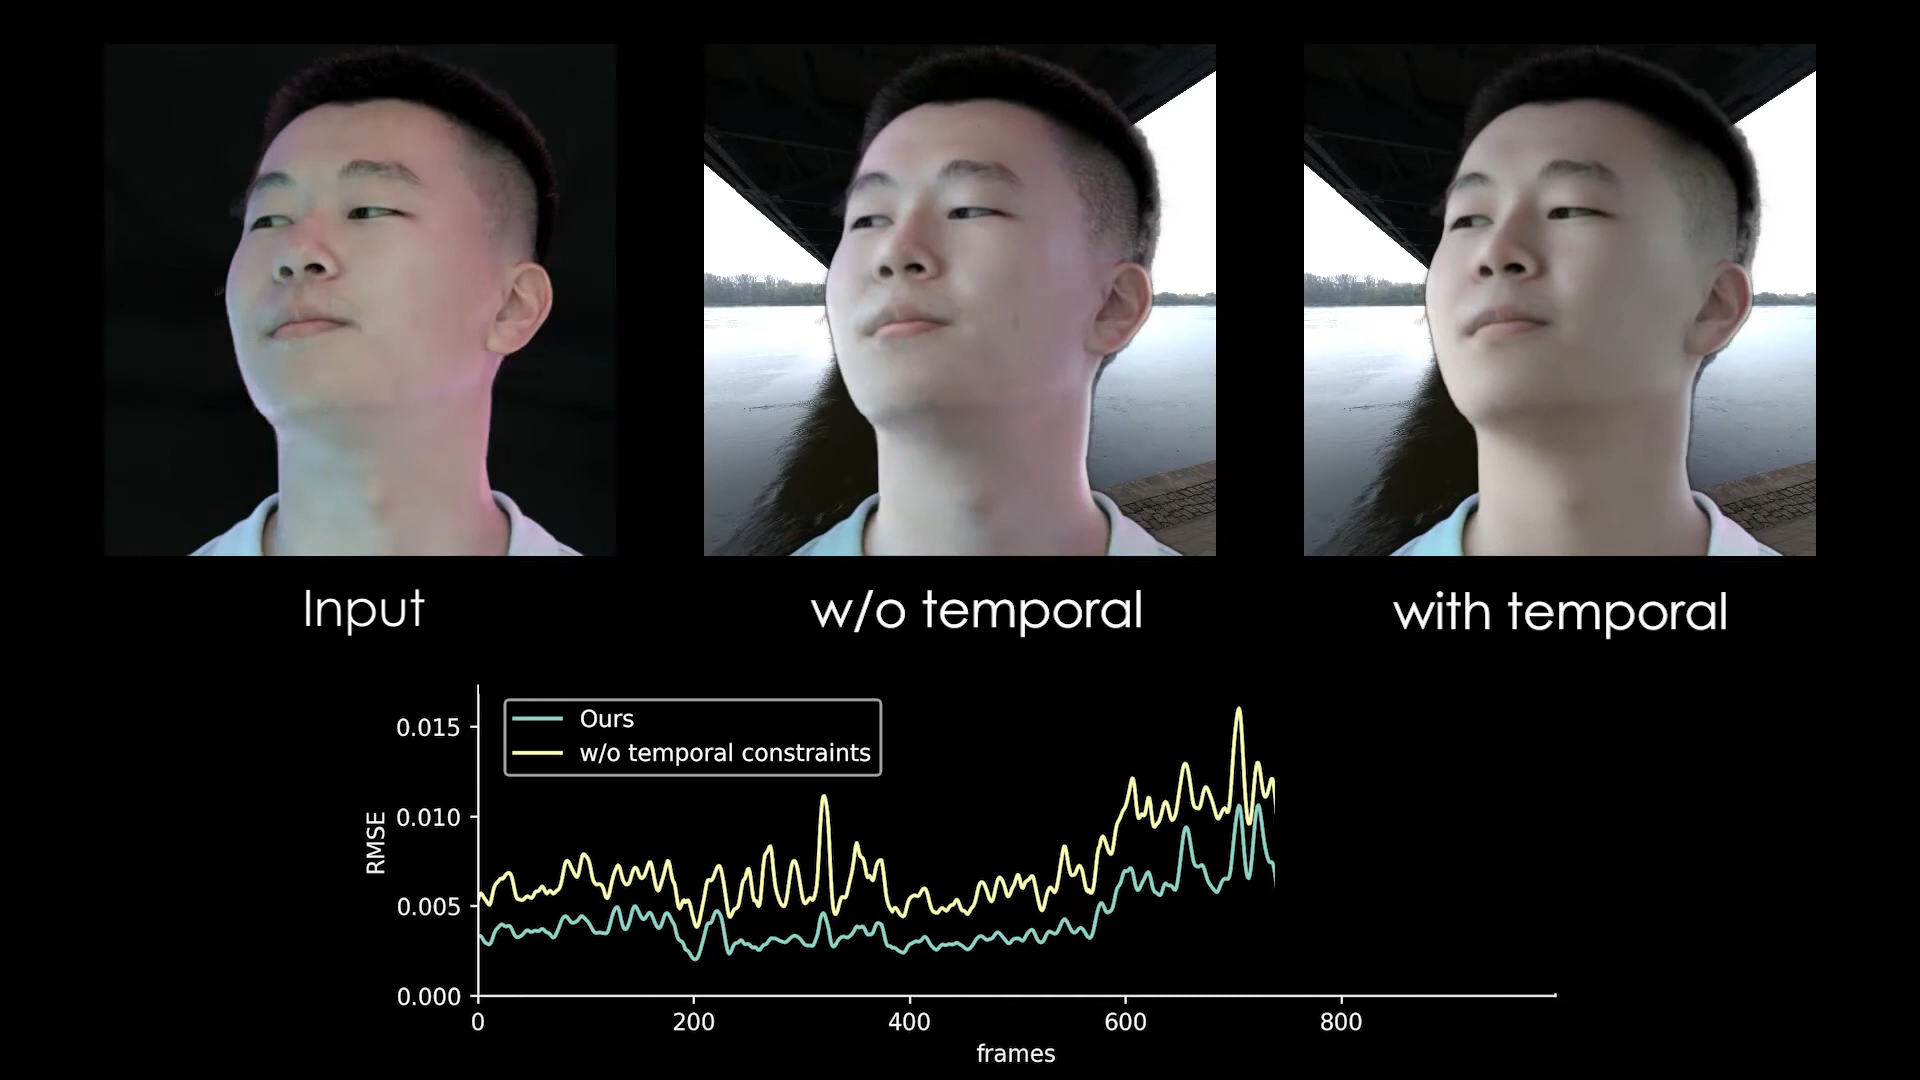 Input
w/o temporal
with temporal
Ours
w/o temporal constraints
0.015
0.010
0.005
0.000
RMSE
0
200
400
600
800
frames